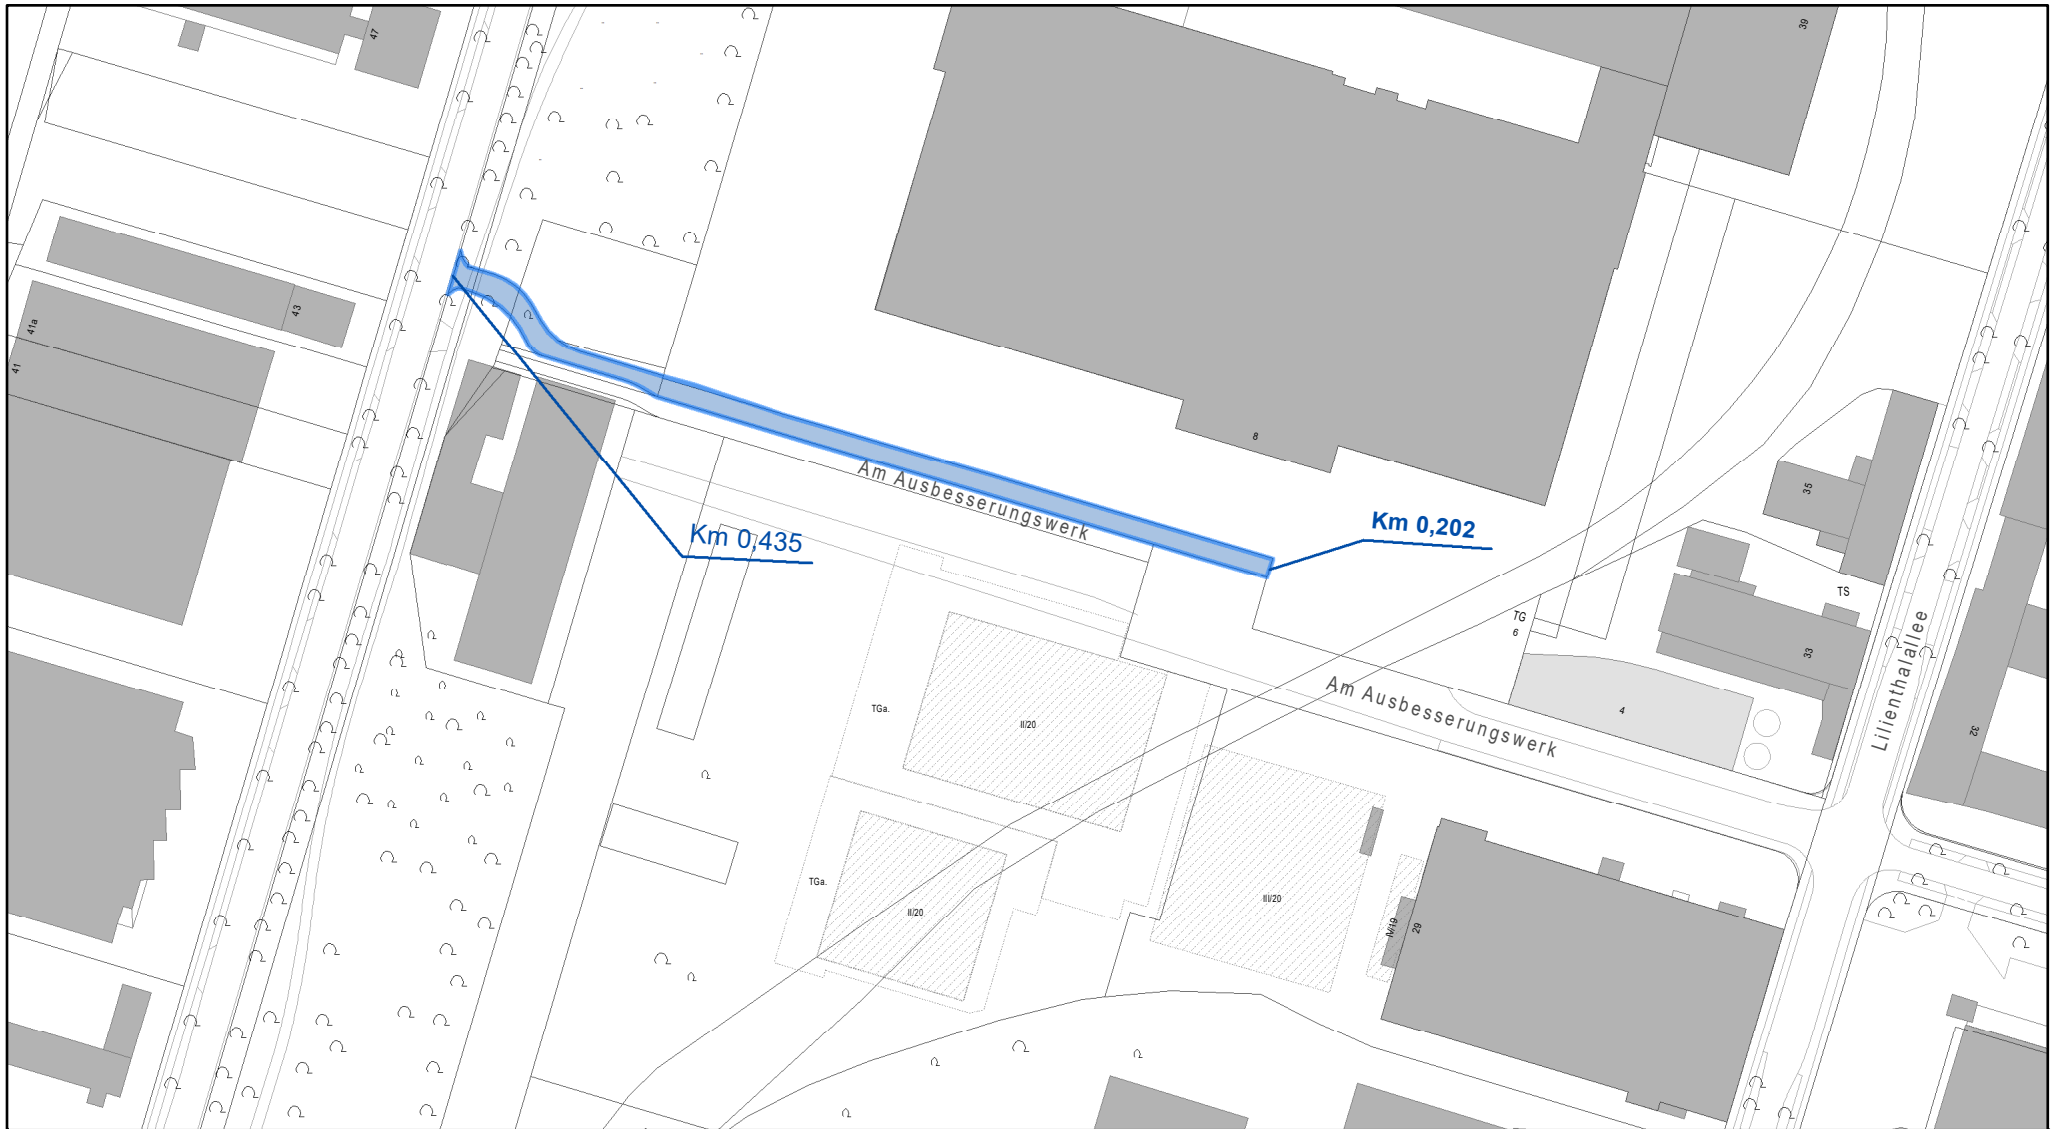 47
39
43
41a
41
8
35
Am Ausbesserungswerk
Km 0,435
Km 0,202
TS
TG
6
33
Lilienthalallee
Am Ausbesserungswerk
4
32
TGa.
II/20
TGa.
II/20
III/20
IV/19
29